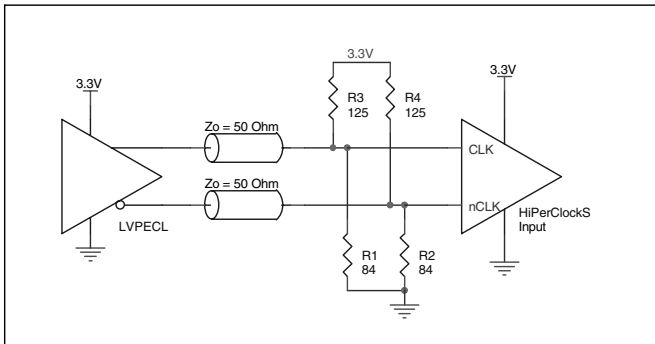 3.3V
3.3V
3.3V
R3
125
R4
125
Zo = 50 Ohm
CLK
Zo = 50 Ohm
nCLK
LVPECL
HiPerClockS
Input
R1
84
R2
84